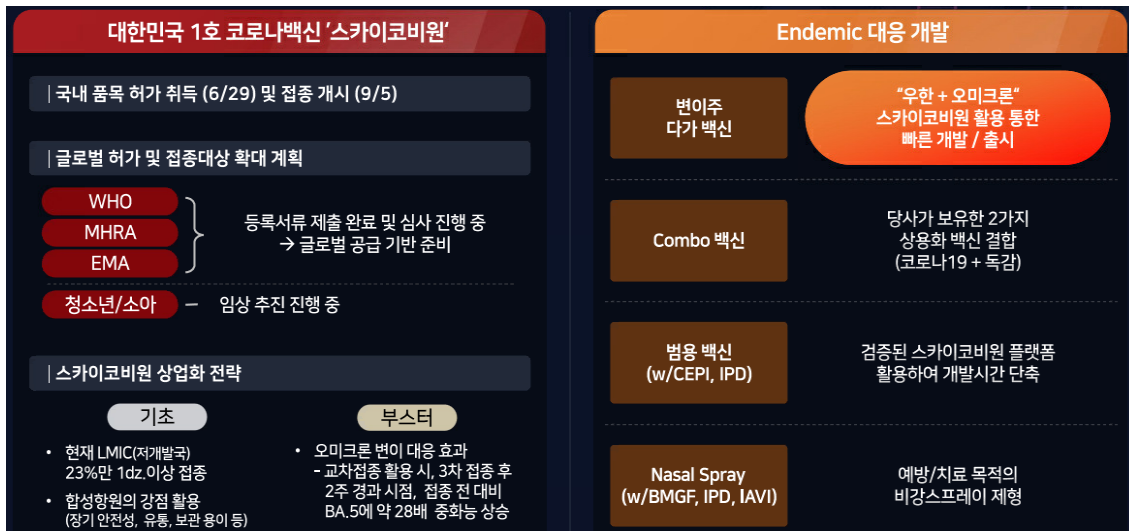 대한민국 1호 코로나백신 '스카이코비원'
| 국내 품목 허가 취득 (6/29) 및 접종 개시 (9/5)
| 글로벌 허가 및 접종대상 확대 계획
WHO
MHRA
EMA
등록서류 제출 완료 및 심사 진행 중
→ 글로벌 공급 기반 준비
청소년/소아 – 임상 추진 진행 중
| 스카이코비원 상업화 전략
기초
• 현재 LMIC(저개발국)
23%만 1dz.이상 접종
• 합성항원의 강점 활용
(장기 안전성, 유통, 보관 용이 등)
부스터
• 오미크론 변이 대응 효과
- 교차접종 활용 시, 3차 접종 후
2주 경과 시점, 접종 전 대비
BA.5에 약 28배 중화능 상승
Endemic 대응 개발
변이주
다가 백신
"우한 + 오미크론"
스카이코비원 활용 통한
빠른 개발 / 출시
Combo 백신
당사가 보유한 2가지
상용화 백신 결합
(코로나19 + 독감)
범용 백신
(w/CEPI, IPD)
검증된 스카이코비원 플랫폼
활용하여 개발시간 단축
Nasal Spray
(w/BMGF, IPD, IAVI)
예방/치료 목적의
비강스프레이 제형